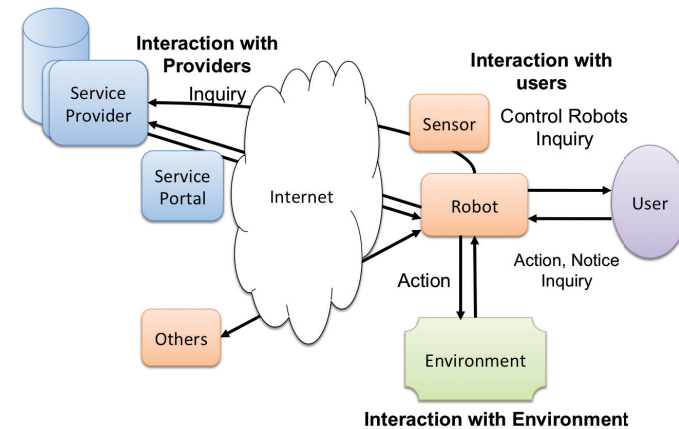 Interaction with
Providers
Inquiry
Service
Provider
Service
Portal
Internet
Others
Interaction with
users
Sensor
Control Robots
Inquiry
Robot
User
Action, Notice
Inquiry
Action
Environment
Interaction with Environment